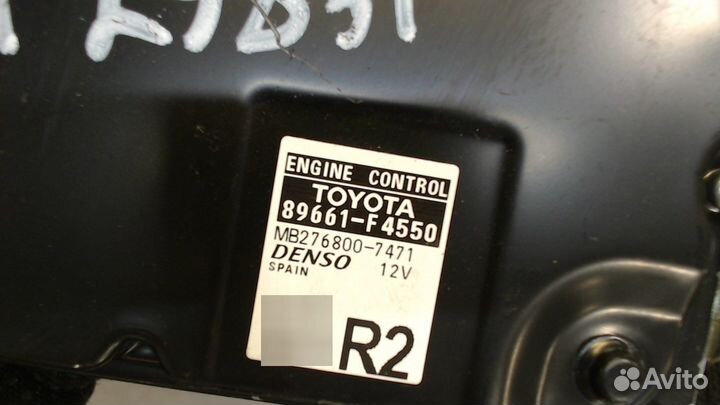 ENGINE CONTROL
TOYOTA
89661-F4550
MB276800-7471
DENSO 12V
SPAIN
R2
Avito